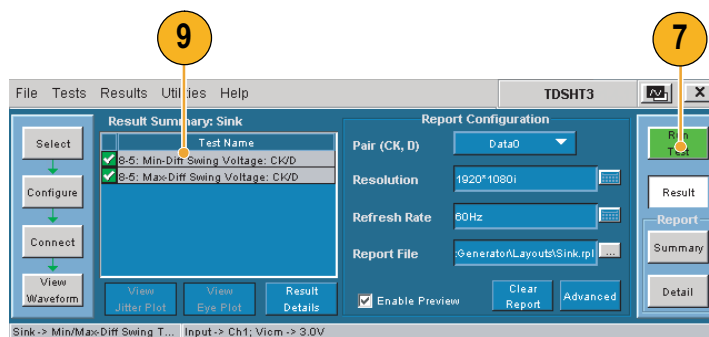 9
7
File Tests Results Utilities Help
TDSHT3
X
Select
Configure
Connect
View
Waveform
Result Summary: Sink
Test Name
8-5: Min-Diff Swing Voltage: CK/D
8-5: Max-Diff Swing Voltage: CK/D
View
Jitter Plot
View
Eye Plot
Result
Details
Report Configuration
Pair (CK, D)
Data0
Resolution
1920*1080i
Refresh Rate
60Hz
Report File
:Generator\Layouts\Sink.rpl
...
Enable Preview
Clear
Report
Advanced
Run
Test
Result
Report
Summary
Detail
Sink-> Min/Max-Diff Swing T... Input-> Ch1; Vicm -> 3.0V